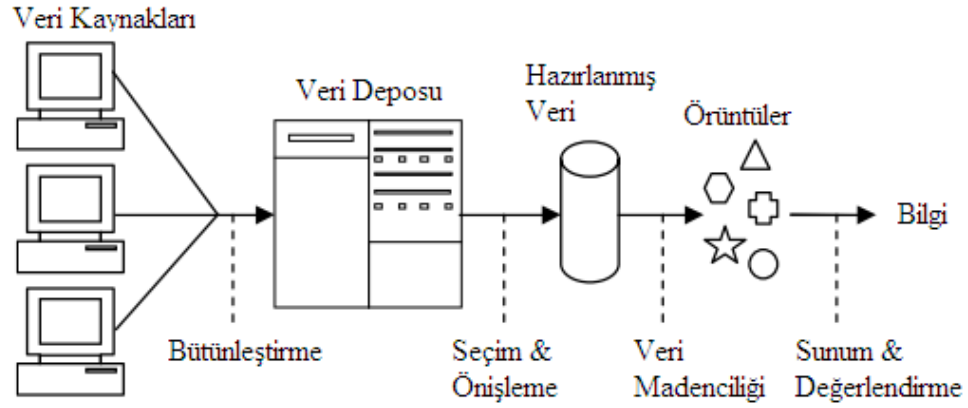 Veri Kaynakları
Veri Deposu
Hazırlanmış
Veri
Örüntüler
Bilgi
Bütünleştirme
Seçim &
Önişleme
Veri
Madenciliği
Sunum &
Değerlendirme